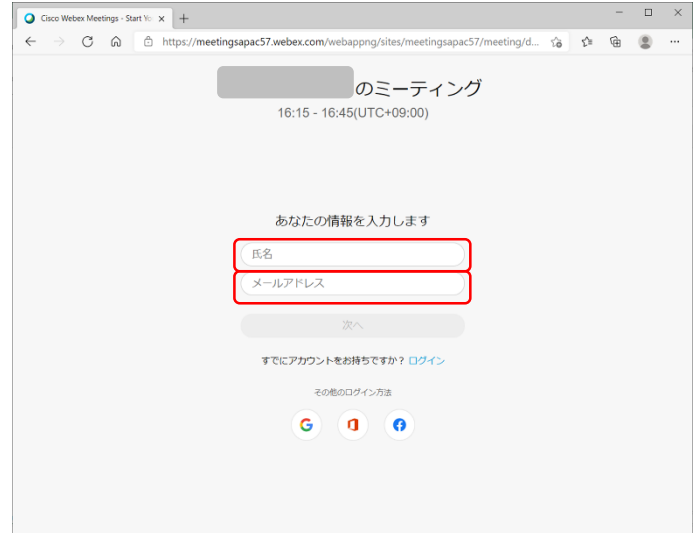 Cisco Webex Meetings - Start Yo
https://meetingsapac57.webex.com/webappng/sites/meetingsapac57/meeting/d...
のミーティング
16:15 - 16:45(UTC+09:00)
あなたの情報を入力します
氏名
メールアドレス
次へ
すでにアカウントをお持ちですか？ ログイン
その他のログイン方法